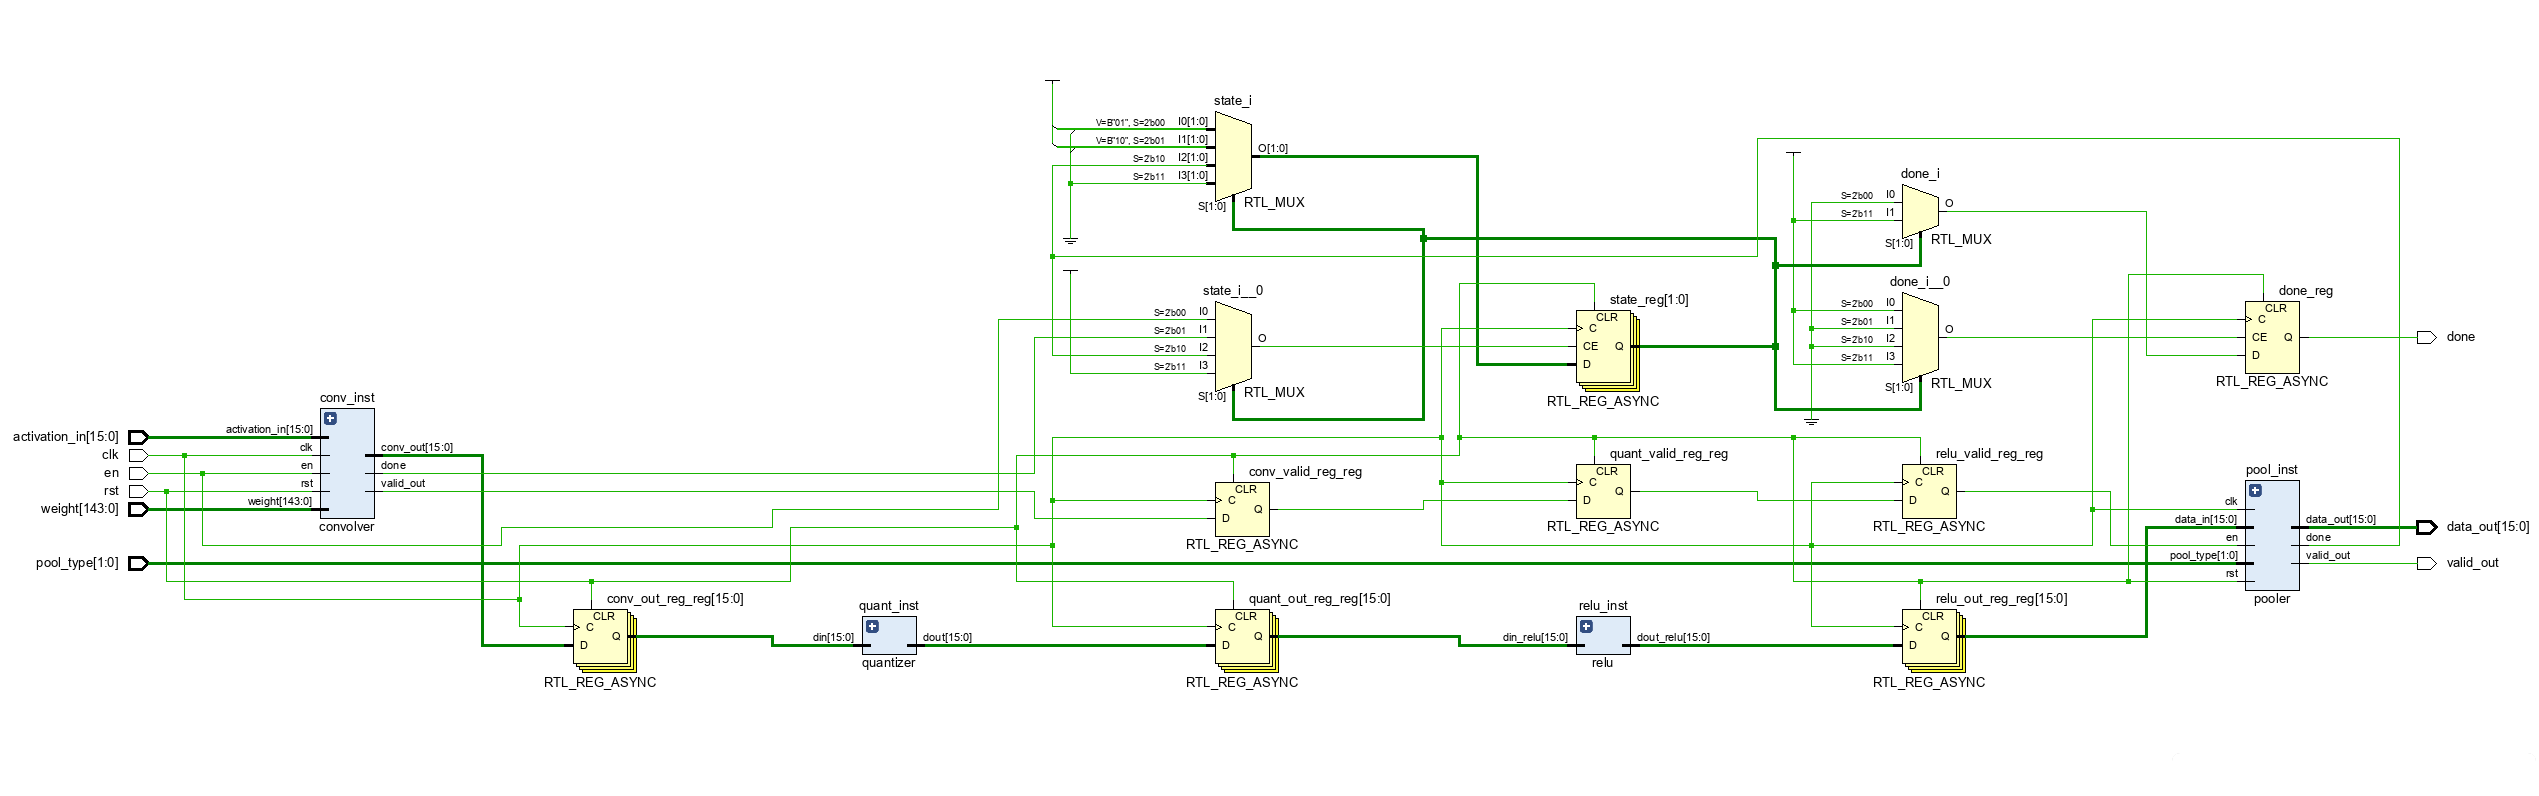 state_i
V=B"01", S=2'b00 I0[1:0]
V=B"10", S=2'b01 I1[1:0]
S=2'b10 I2[1:0]
S=2'b11 I3[1:0]
O[1:0]
S[1:0]
RTL_MUX
done_i
S=2'b00 I0
S=2'b11 I1
O
S[1:0]
RTL_MUX
state_i__0
S=2'b00 I0
S=2'b01 I1
S=2'b10 I2
S=2'b11 I3
O
S[1:0]
RTL_MUX
state_reg[1:0]
CLR
C
CE Q
D
RTL_REG_ASYNC
done_i__0
S=2'b00 I0
S=2'b01 I1
S=2'b10 I2
S=2'b11 I3
O
S[1:0]
RTL_MUX
done_reg
CLR
C
CE Q
D
RTL_REG_ASYNC
done
conv_inst
activation_in[15:0] activation_in[15:0]
clk clk conv_out[15:0]
en en done
rst rst valid_out
weight[143:0] weight[143:0]
convolver
conv_valid_reg_reg
CLR
C
Q
D
RTL_REG_ASYNC
quant_valid_reg_reg
CLR
C
Q
D
RTL_REG_ASYNC
relu_valid_reg_reg
CLR
C
Q
D
RTL_REG_ASYNC
pool_inst
clk
data_in[15:0] data_out[15:0] data_out[15:0]
en done
pool_type[1:0] pool_type[1:0] valid_out valid_out
rst
pooler
conv_out_reg_reg[15:0]
CLR
C
Q
D
RTL_REG_ASYNC
quant_inst
din[15:0] dout[15:0]
quantizer
quant_out_reg_reg[15:0]
CLR
C
Q
D
RTL_REG_ASYNC
relu_inst
din_relu[15:0] dout_relu[15:0]
relu
relu_out_reg_reg[15:0]
CLR
C
Q
D
RTL_REG_ASYNC